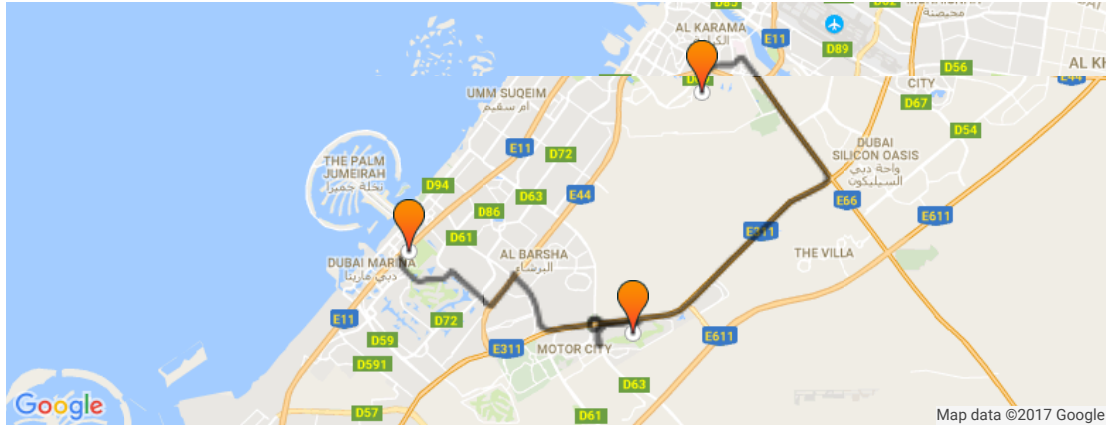 D85
D62
AL KARAMA
الكرامة
E11
D89
D56
AL KH
E44
CITY
D67
D54
UMM SUQEIM
أم سقيم
E11
D72
DUBAI
SILICON OASIS
واحة دبي
السيليكون
THE PALM
JUMEIRAH
نخلة جميرا
D94
D63
E44
E66
D86
E611
D61
E311
THE VILLA
AL BARSHA
البرشاء
DUBAI MARINA
دبي مارينا
E11
D72
D59
E311
MOTOR CITY
E611
D591
D63
D57
D61
Google
Map data ©2017 Google